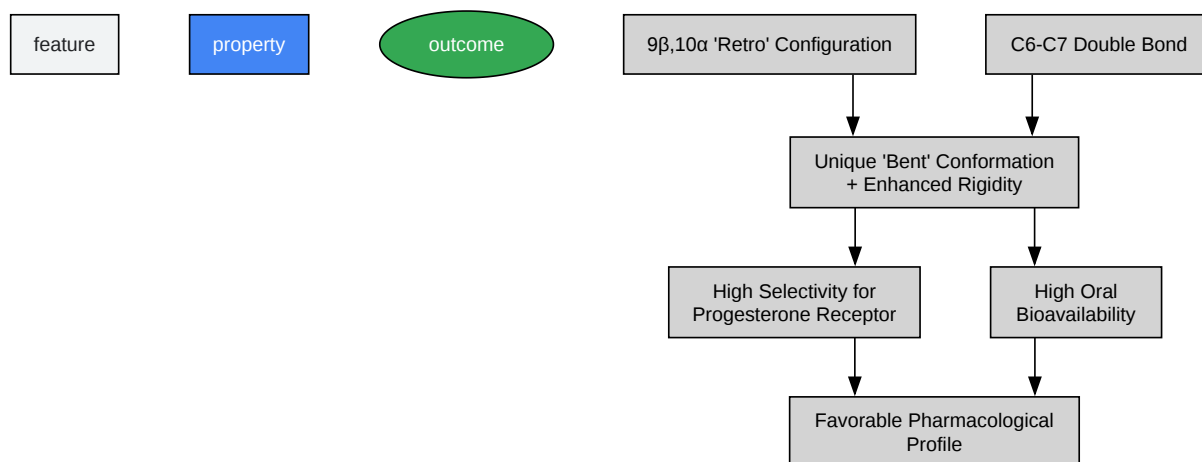 feature
property
outcome
9β,10α 'Retro' Configuration
C6-C7 Double Bond
Unique 'Bent' Conformation
+ Enhanced Rigidity
High Selectivity for
Progesterone Receptor
High Oral
Bioavailability
Favorable Pharmacological
Profile